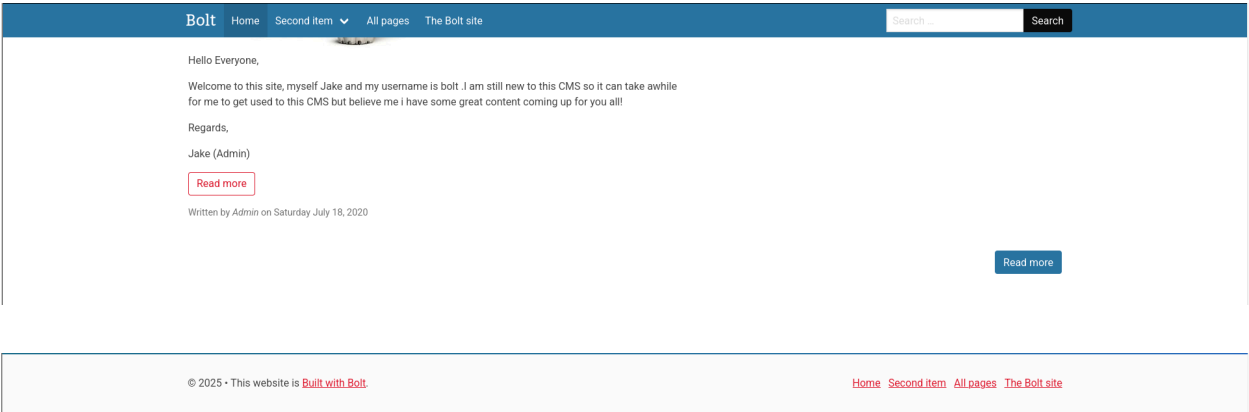 Bolt Home Second item All pages The Bolt site Search ... Search
Hello Everyone,
Welcome to this site, myself Jake and my username is bolt .I am still new to this CMS so it can take awhile
for me to get used to this CMS but believe me i have some great content coming up for you all!
Regards,
Jake (Admin)
Read more
Written by Admin on Saturday July 18, 2020
Read more
© 2025 • This website is Built with Bolt. Home Second item All pages The Bolt site